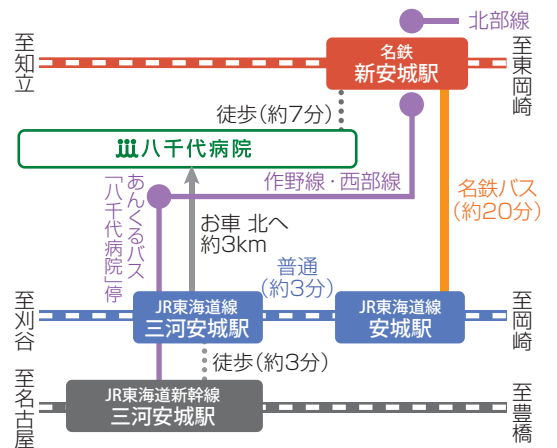 北部線
至知立
名鉄
新安城駅
至東岡崎
徒歩(約7分)
八千代病院
作野線・西部線
あんくるバス
「八千代病院」停
お車 北へ
約3km
名鉄バス
(約20分)
普通
(約3分)
至刈谷
JR東海道線
三河安城駅
JR東海道線
安城駅
至岡崎
徒歩(約3分)
至名古屋
JR東海道新幹線
三河安城駅
至豊橋